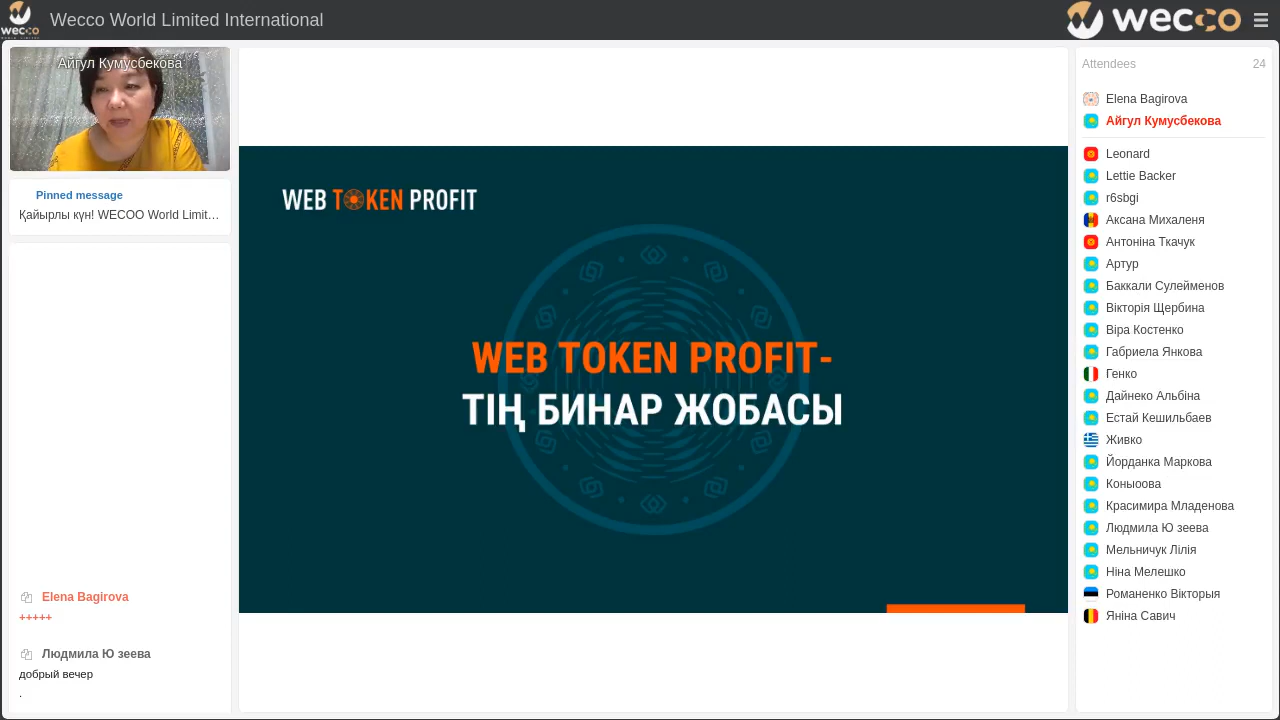 Wecco World Limited International
wecco
wecco
Айгул Кумусбекова
Pinned message
Қайырлы күн! WECOO World Limit…
Elena Bagirova
+++++
Людмила Ю зеева
добрый вечер
.
WEB TOKEN PROFIT
WEB TOKEN PROFIT-
ТІҢ БИНАР ЖОБАСЫ
Attendees 24
Elena Bagirova
Айгул Кумусбекова
Leonard
Lettie Backer
r6sbgi
Аксана Михаленя
Антоніна Ткачук
Артур
Баккали Сулейменов
Вікторія Щербина
Віра Костенко
Габриела Янкова
Генко
Дайнеко Альбіна
Естай Кешильбаев
Живко
Йорданка Маркова
Коныоова
Красимира Младенова
Людмила Ю зеева
Мельничук Лілія
Ніна Мелешко
Романенко Вікторыя
Яніна Савич